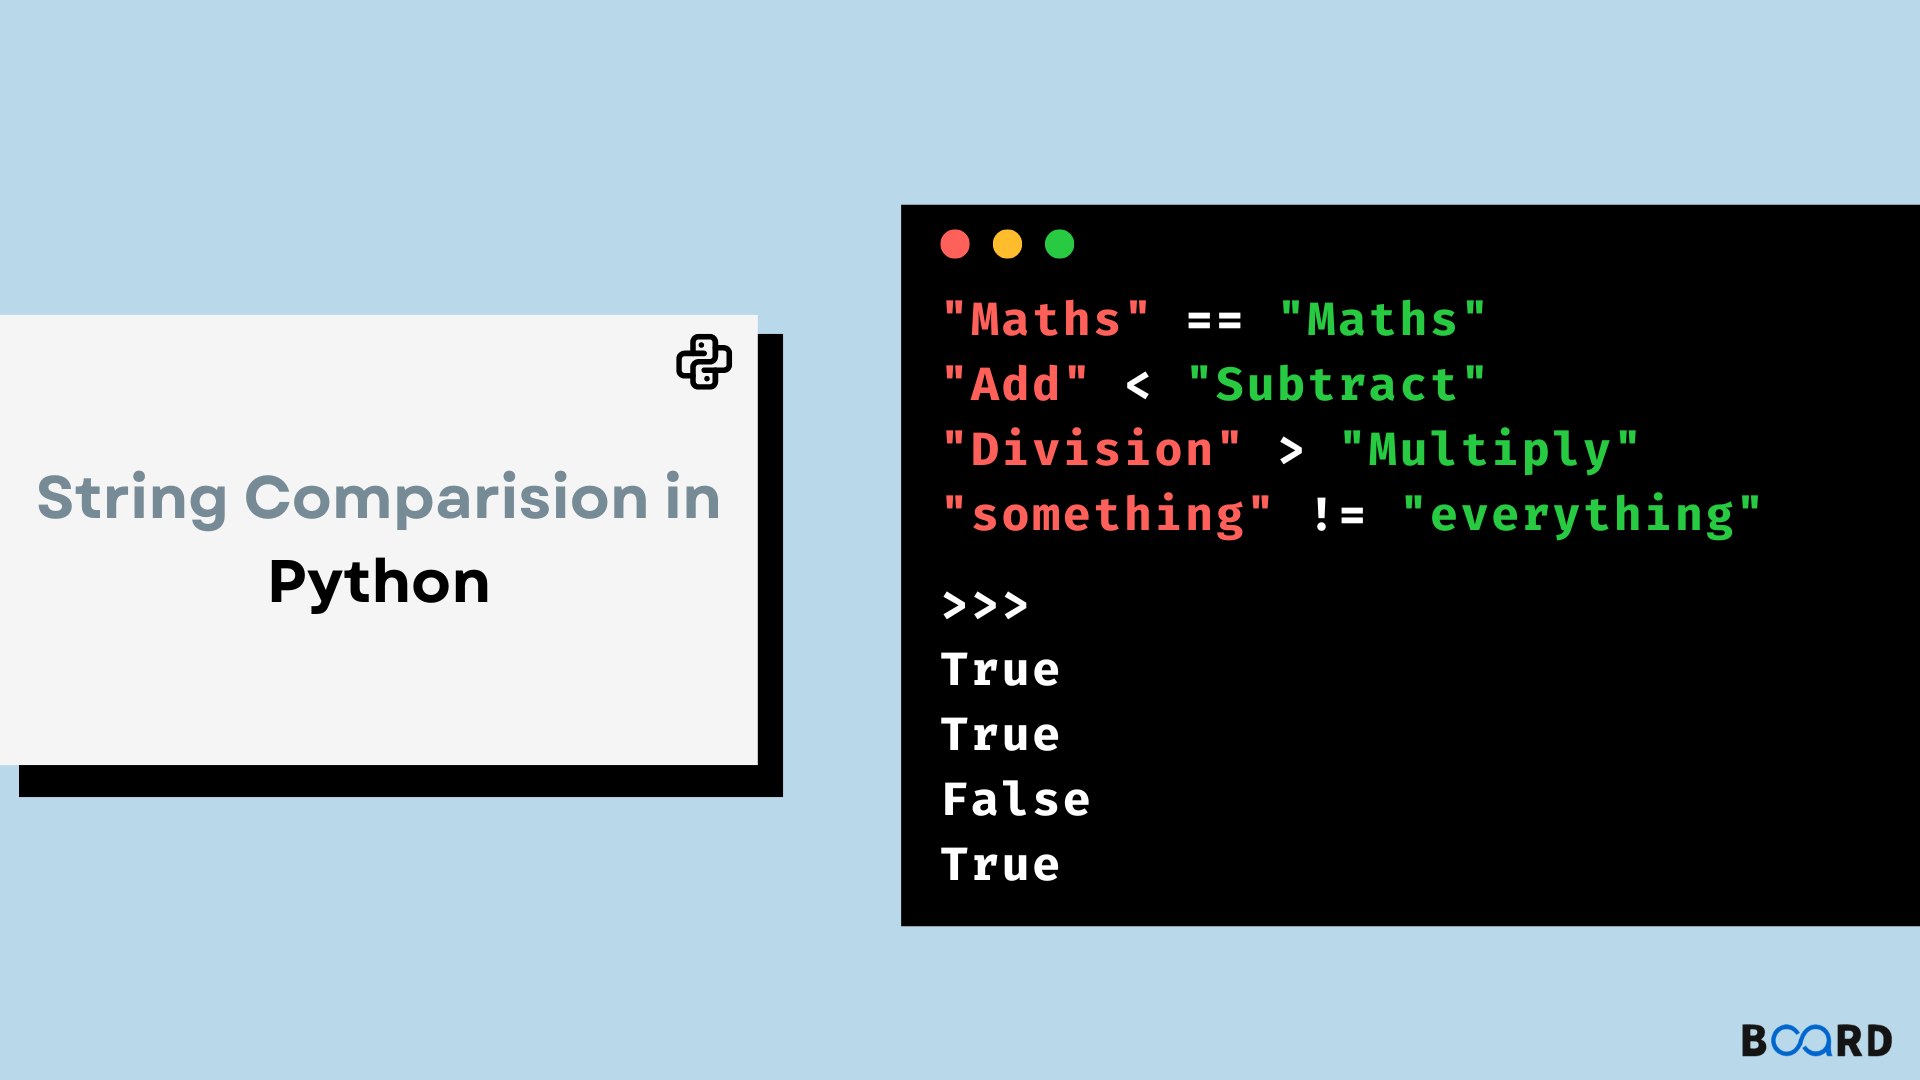 String Comparision in
Python
"Maths" == "Maths"
"Add" < "Subtract"
"Division" > "Multiply"
"something" != "everything"
>>>
True
True
False
True
BOARD